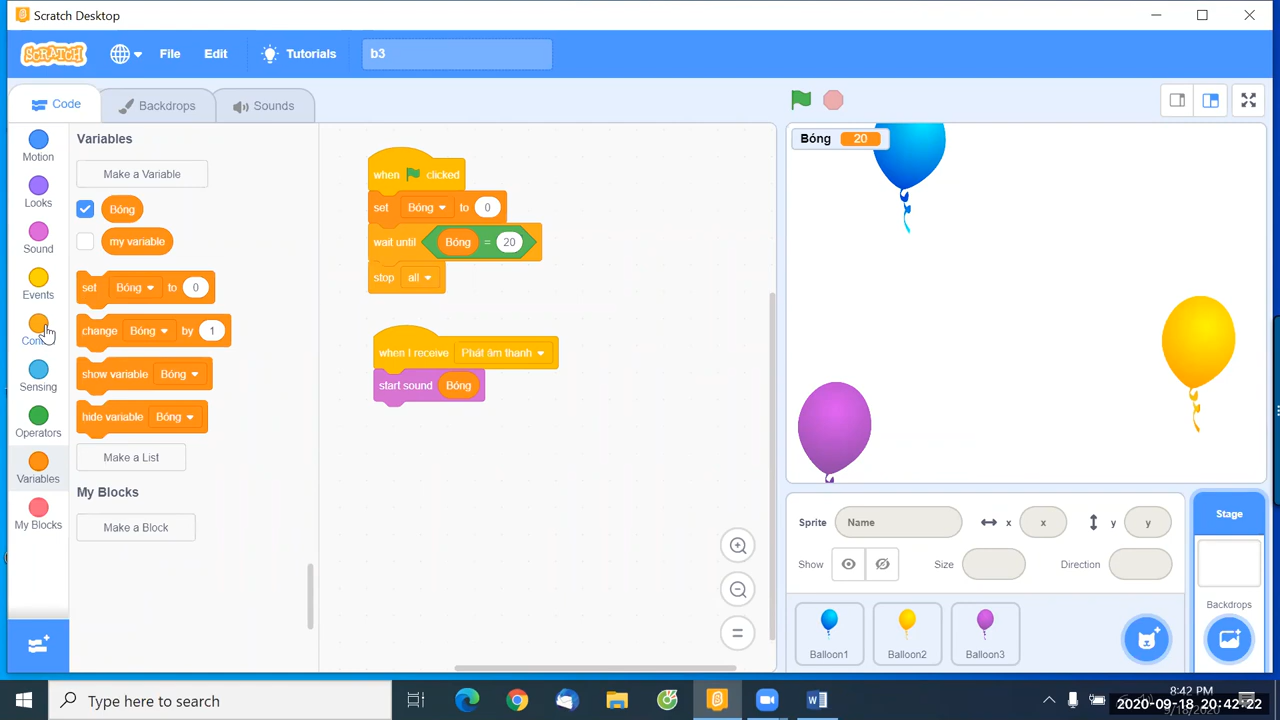 Scratch Desktop
SCRATCH
File
Edit
Tutorials
b3
Code
Backdrops
Sounds
Motion
Looks
Sound
Events
Sensing
Operators
Variables
My Blocks
Variables
Make a Variable
Bóng
my variable
set Bóng to 0
change Bóng by 1
show variable Bóng
hide variable Bóng
Make a List
My Blocks
Make a Block
when clicked
set Bóng to 0
wait until Bóng = 20
stop all
when I receive Phát âm thanh
start sound Bóng
Bóng 20
Sprite Name x x y y
Show Size Direction
Balloon1
Balloon2
Balloon3
Stage
Backdrops
Type here to search
8:42 PM
2020-09-18 20:42:22